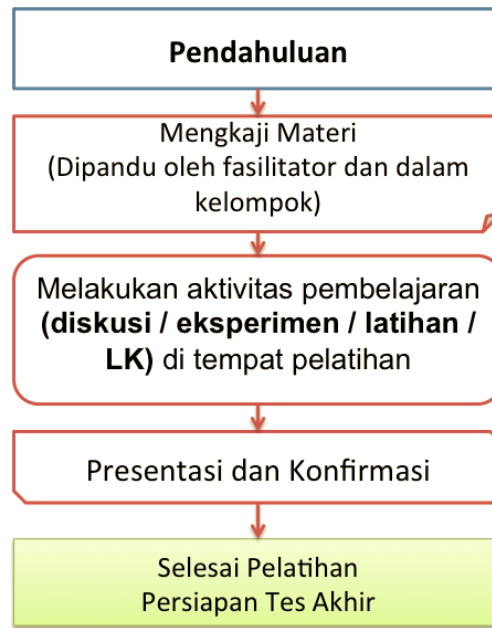 Pendahuluan
Mengkaji Materi
(Dipandu oleh fasilitator dan dalam
kelompok)
Melakukan aktivitas pembelajaran
(diskusi / eksperimen / latihan /
LK) di tempat pelatihan
Presentasi dan Konfirmasi
Selesai Pelatihan
Persiapan Tes Akhir